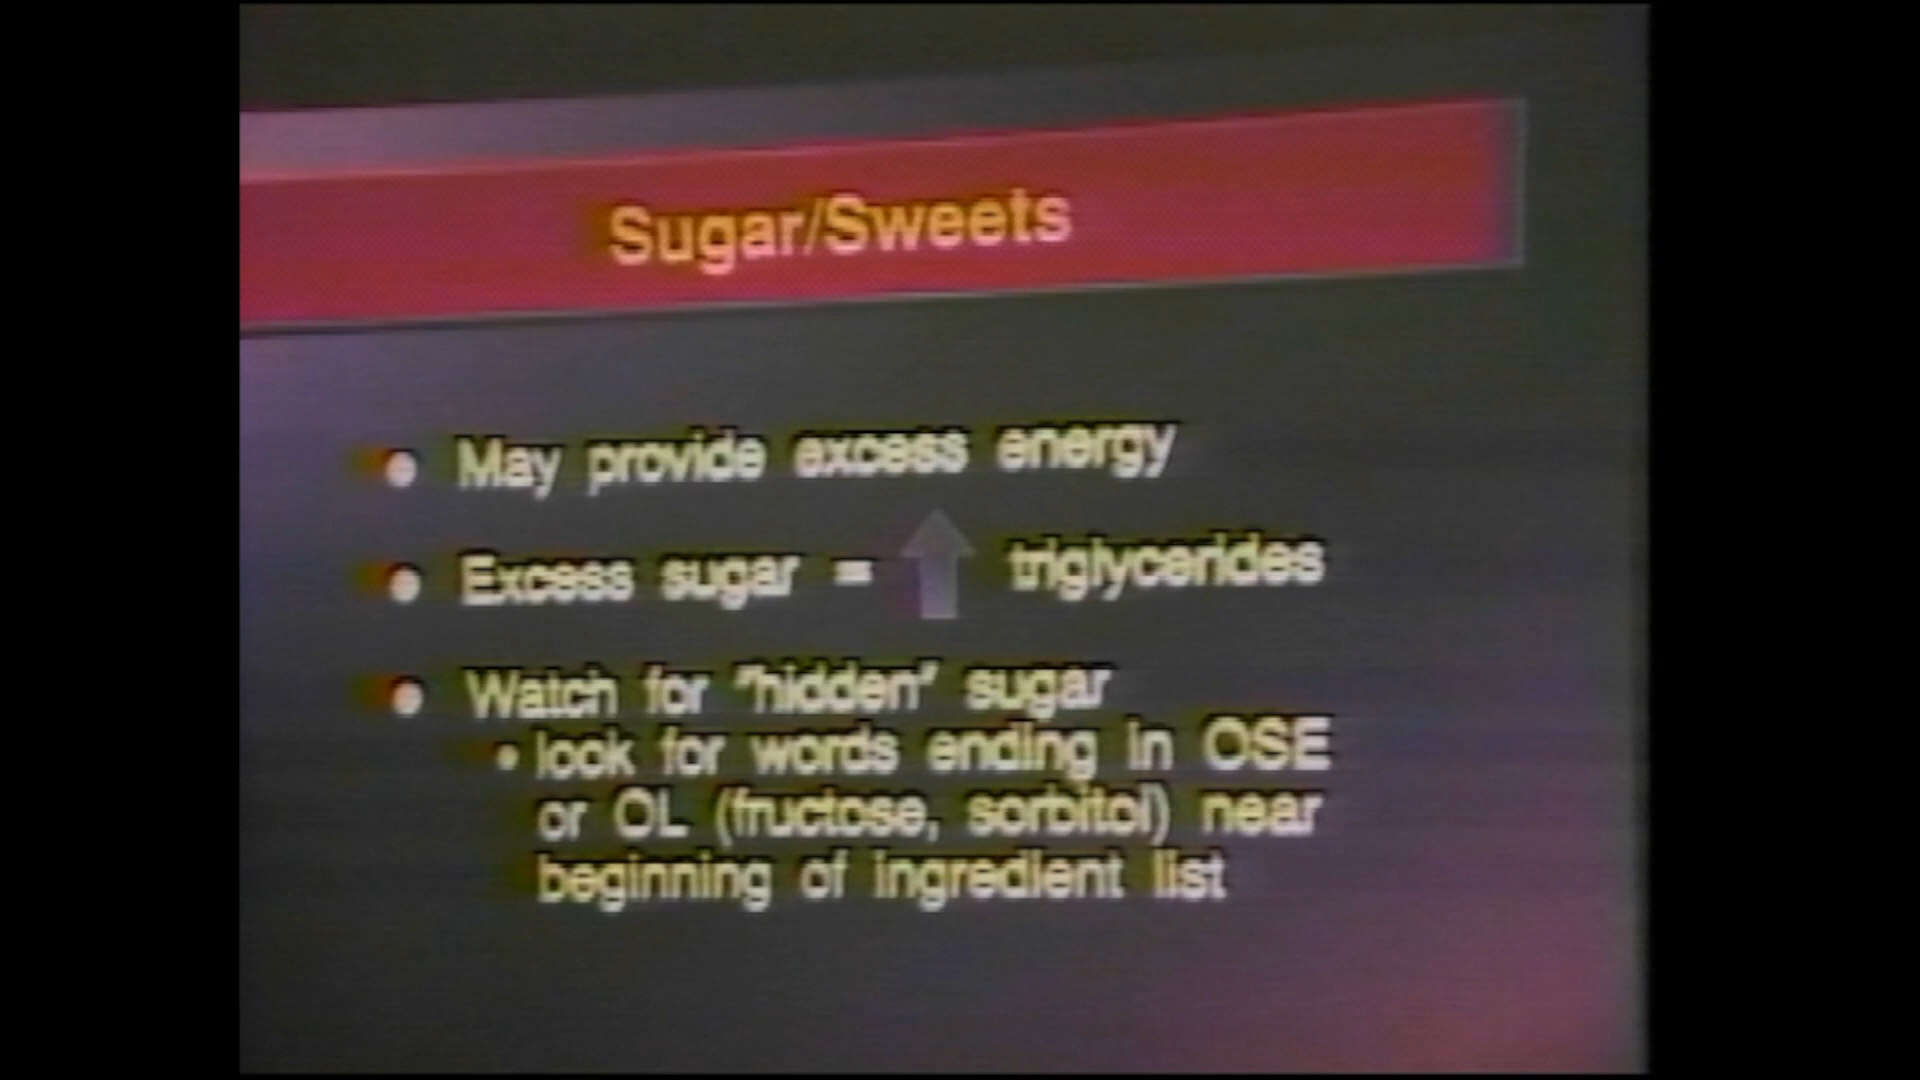 Sugar/Sweets
• May provide excess energy
• Excess sugar = ↑ triglycerides
• Watch for "hidden" sugar
• look for words ending in OSE
or OL (fructose, sorbitol) near
beginning of ingredient list